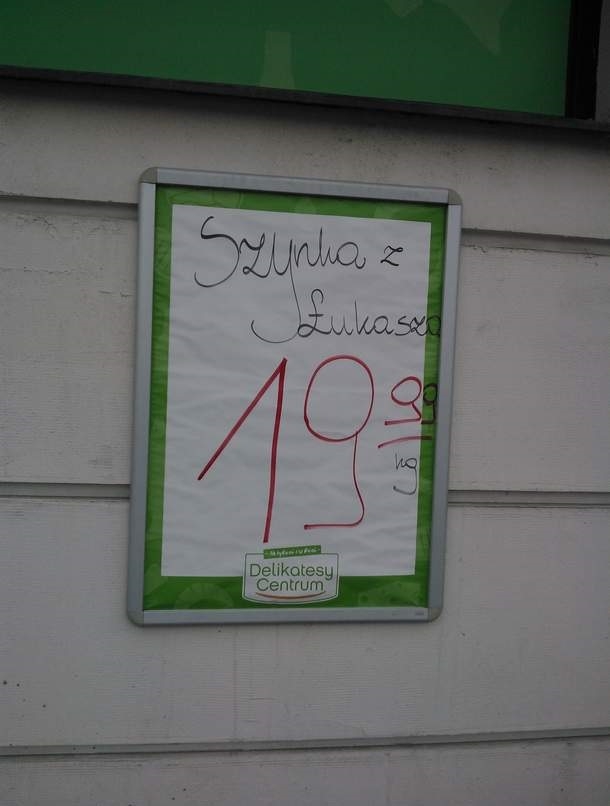 Szynka z
Łukasza
19 99
kg
Delikatesy
Centrum